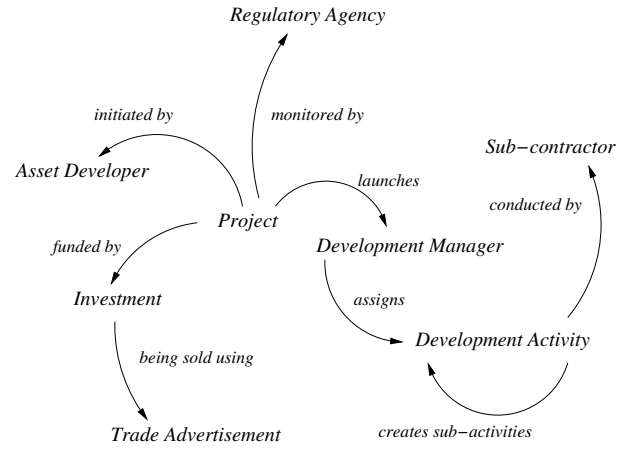 Regulatory Agency
initiated by
monitored by
Sub−contractor
Asset Developer
launches
conducted by
Project
funded by
Development Manager
Investment
assigns
Development Activity
being sold using
creates sub−activities
Trade Advertisement